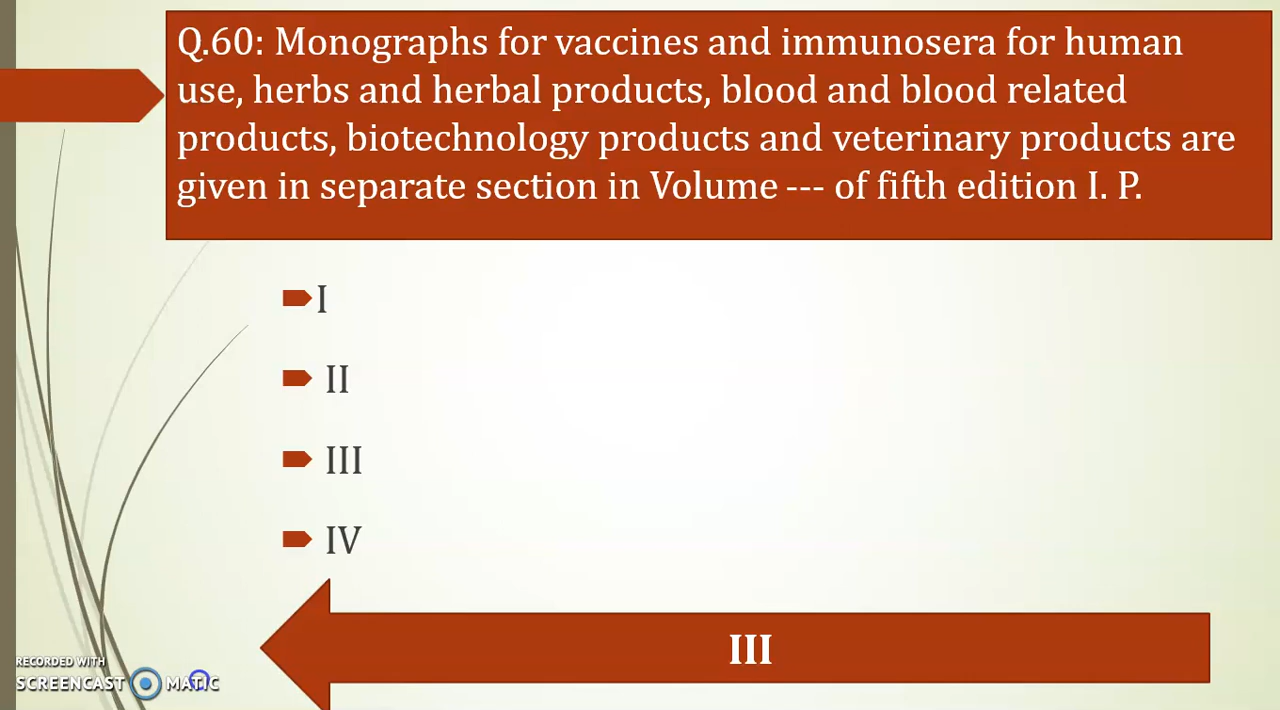 Q.60: Monographs for vaccines and immunosera for human
use, herbs and herbal products, blood and blood related
products, biotechnology products and veterinary products are
given in separate section in Volume --- of fifth edition I. P.
I
II
III
IV
III
RECORDED WITH
SCREENCAST MATIC